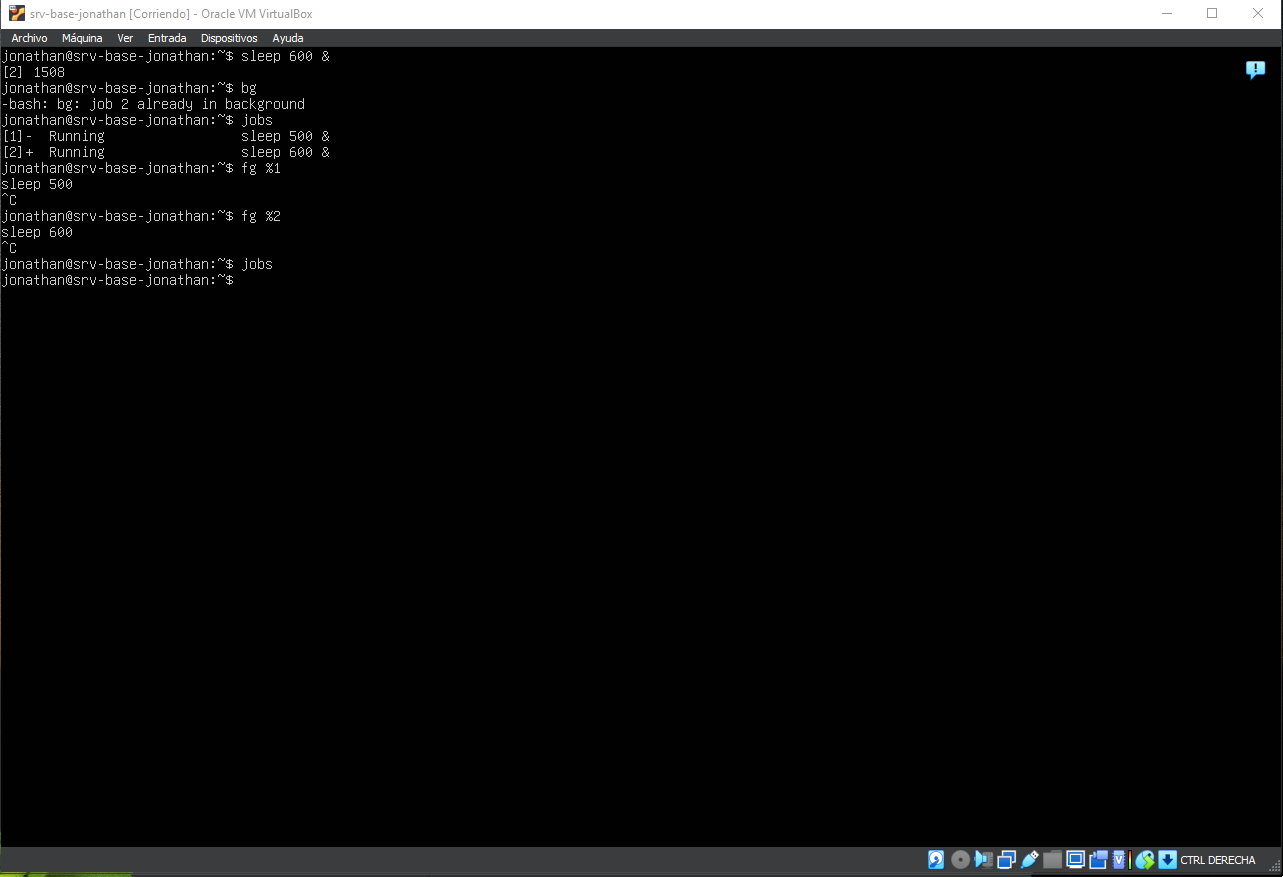 srv-base-jonathan [Corriendo] - Oracle VM VirtualBox
Archivo Máquina Ver Entrada Dispositivos Ayuda
jonathan@srv-base-jonathan:~$ sleep 600 &
[2] 1508
jonathan@srv-base-jonathan:~$ bg
-bash: bg: job 2 already in background
jonathan@srv-base-jonathan:~$ jobs
[1]-  Running                 sleep 500 &
[2]+  Running                 sleep 600 &
jonathan@srv-base-jonathan:~$ fg %1
sleep 500
^C
jonathan@srv-base-jonathan:~$ fg %2
sleep 600
^C
jonathan@srv-base-jonathan:~$ jobs
jonathan@srv-base-jonathan:~$
CTRL DERECHA